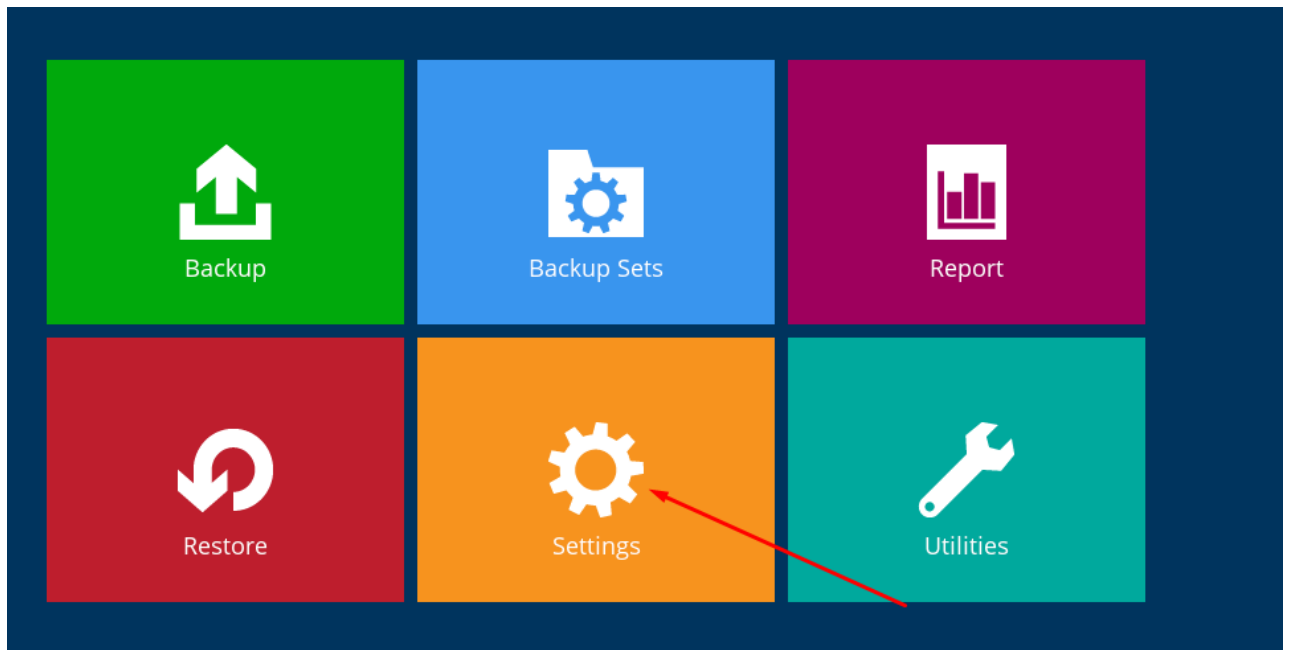 Backup
Backup Sets
Report
Restore
Settings
Utilities